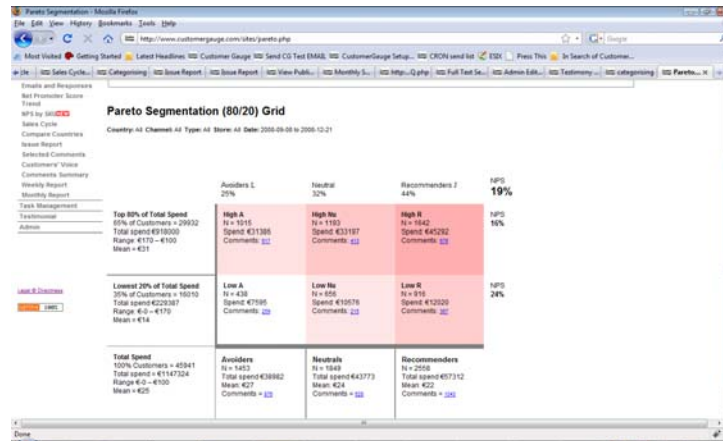 Pareto Segmentation - Mozilla Firefox
File Edit View History Bookmarks Tools Help
http://www.customergauge.com/sites/pareto.php
Google
Most Visited Getting Started Latest Headlines Customer Gauge Send CG Test EMAIL CustomerGauge Setup... CRON send list ESDI Press This Search of Customer...
Sales Cycle... Categorising Issue Report Issue Report View Publi... Monthly S... http...Q.php Full Text Se... Admin Edit... Testimony ... categorising Pareto...
Emails and Responses
Net Promoter Score
Trend
NPS by SKU NEW
Sales Cycle
Compare Countries
Issue Report
Selected Comments
Customers' Voice
Comments Summary
Weekly Report
Monthly Report
Task Management
Testimonial
Admin
Pareto Segmentation (80/20) Grid
Country: All Channel: All Type: All Store: All Date: 2008-09-08 to 2008-12-21
Avoiders
25%
Neutral
32%
Recommenders
44%
NPS
19%
Top 80% of Total Spend
65% of Customers = 29932
Total spend €918000
Mean = €31
High A
N = 1015
Spend: €31386
Comments:
High Nu
N = 1193
Spend: €33197
Comments:
High R
N = 1642
Spend: €45292
Comments:
NPS
16%
Lowest 20% of Total Spend
35% of Customers = 16010
Total spend €229387
Range: €-0 – €170
Mean = €14
Low A
N = 438
Spend: €7595
Comments:
Low Nu
N = 656
Spend: €10576
Comments:
Low R
N = 916
Spend: €12020
Comments:
NPS
24%
Total Spend
100% Customers = 45941
Total spend = €1147324
Range €-0 – €100
Mean = €25
Avoiders
N = 1453
Total spend €38982
Mean: €27
Comments =
Neutrals
N = 1849
Total spend €43773
Mean: €24
Comments =
Recommenders
N = 2558
Total spend €57312
Mean: €22
Comments =
Done